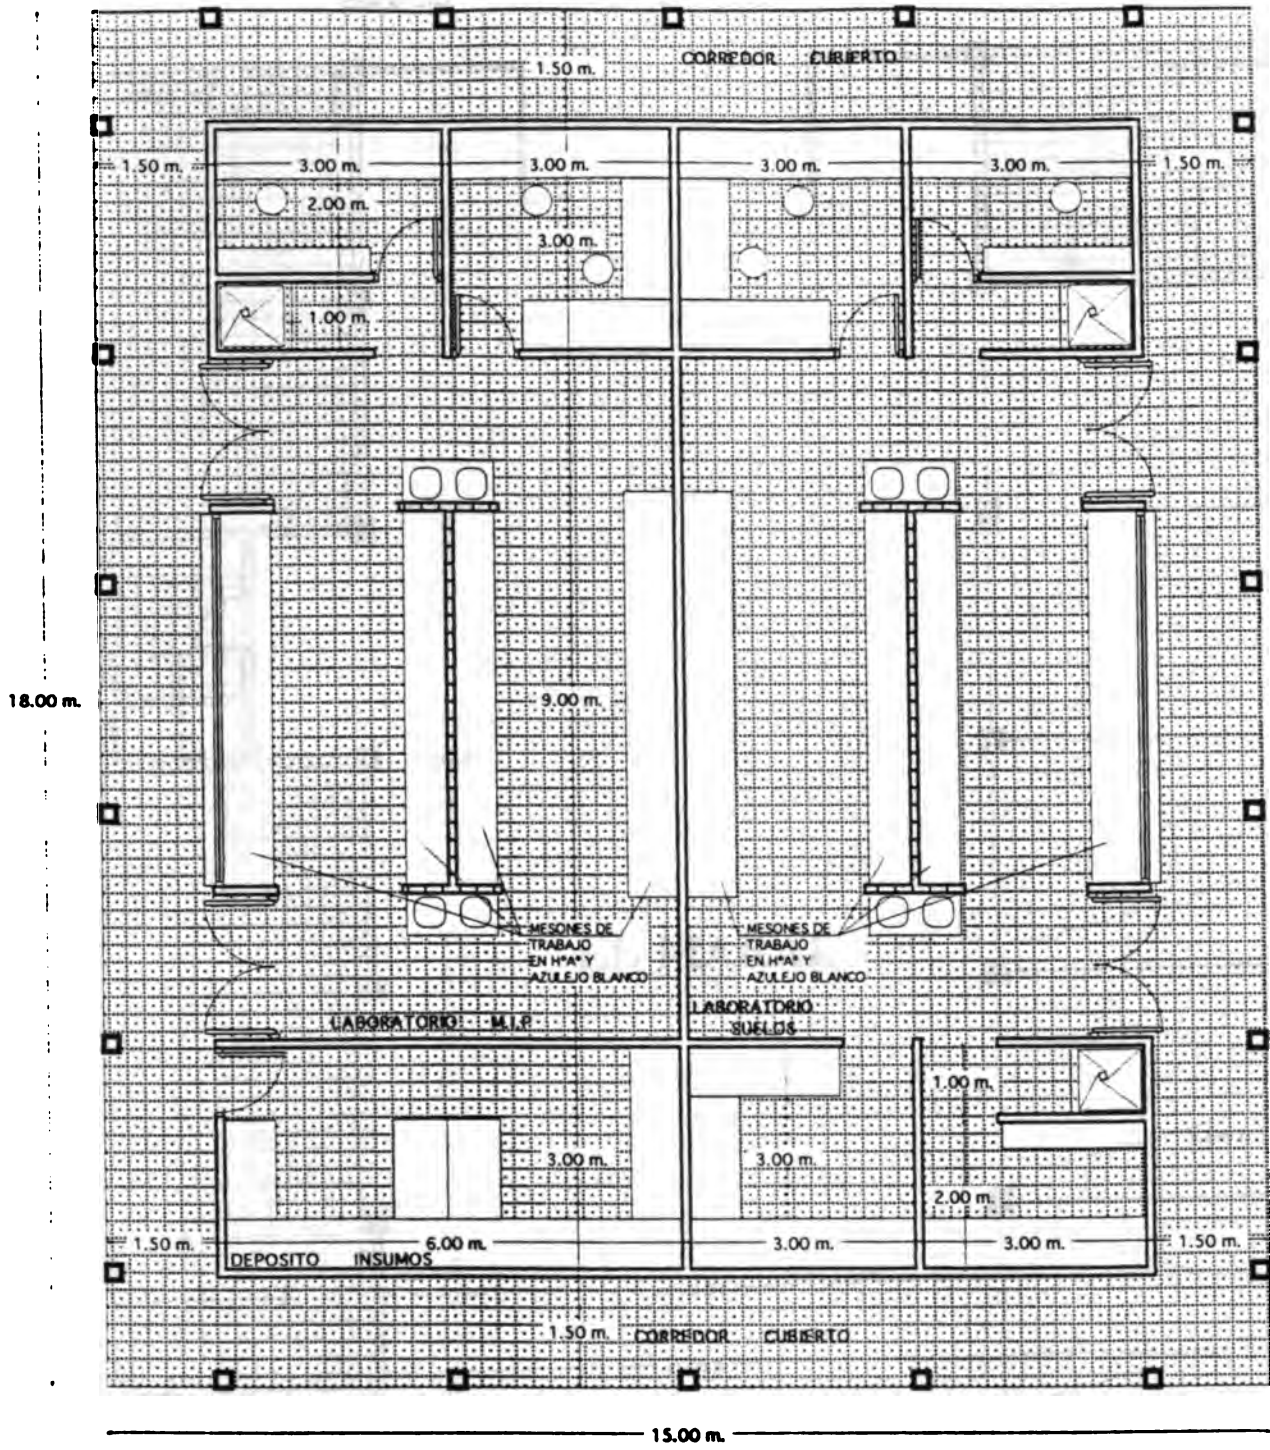 CORREDOR CUBIERTO
1.50 m.
1.50 m. 3.00 m. 3.00 m. 3.00 m. 3.00 m. 1.50 m.
2.00 m.
3.00 m.
1.00 m.
18.00 m.
9.00 m.
MESONES DE
TRABAJO
EN HªAª Y
AZULEJO BLANCO
MESONES DE
TRABAJO
EN HªAª Y
AZULEJO BLANCO
LABORATORIO M.I.P
LABORATORIO
SUELOS
1.00 m.
3.00 m.
3.00 m.
2.00 m.
1.50 m. 6.00 m. 3.00 m. 3.00 m. 1.50 m.
DEPOSITO INSUMOS
1.50 m.
CORREDOR CUBIERTO
15.00 m.